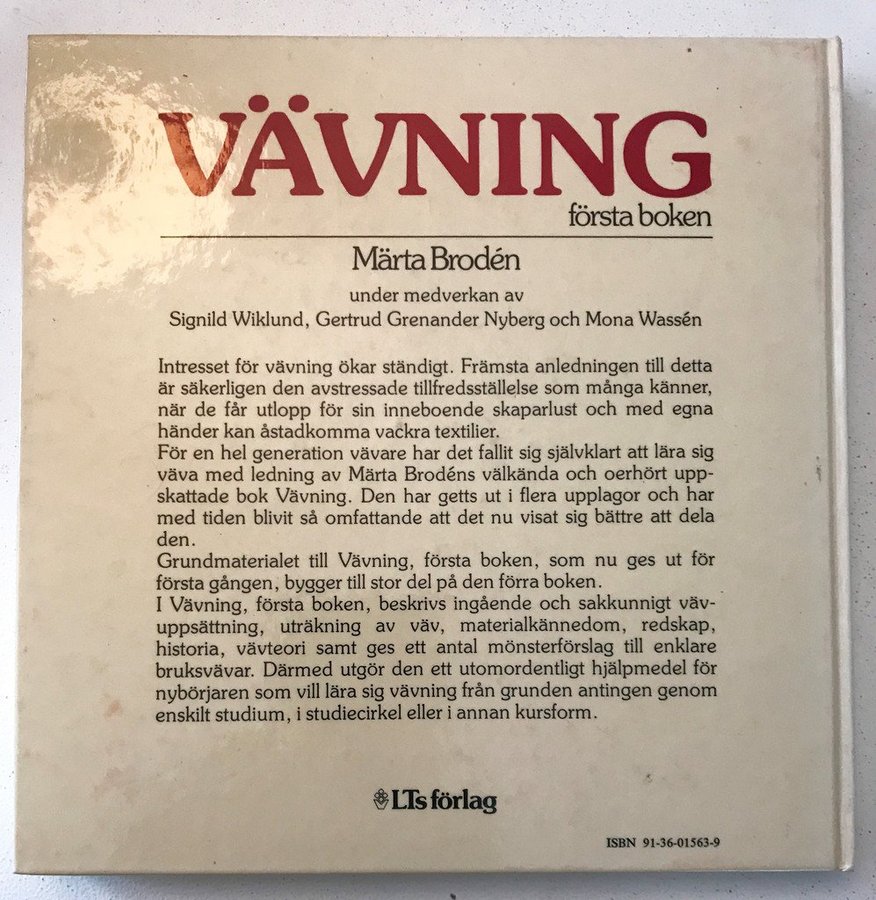 VÄVNING
första boken
Märta Brodén
under medverkan av
Signild Wiklund, Gertrud Grenander Nyberg och Mona Wassén
Intresset för vävning ökar ständigt. Främsta anledningen till detta
är säkerligen den avstressade tillfredsställelse som många känner,
när de får utlopp för sin inneboende skaparlust och med egna
händer kan åstadkomma vackra textilier.
För en hel generation vävare har det fallit sig självklart att lära sig
väva med ledning av Märta Brodéns välkända och oerhört upp-
skattade bok Vävning. Den har getts ut i flera upplagor och har
med tiden blivit så omfattande att det nu visat sig bättre att dela
den.
Grundmaterialet till Vävning, första boken, som nu ges ut för
första gången, bygger till stor del på den förra boken.
I Vävning, första boken, beskrivs ingående och sakkunnigt väv-
uppsättning, uträkning av väv, materialkännedom, redskap,
historia, vävteori samt ges ett antal mönsterförslag till enklare
bruksvävar. Därmed utgör den ett utomordentligt hjälpmedel för
nybörjaren som vill lära sig vävning från grunden antingen genom
enskilt studium, i studiecirkel eller i annan kursform.
LTs förlag
ISBN 91-36-01563-9